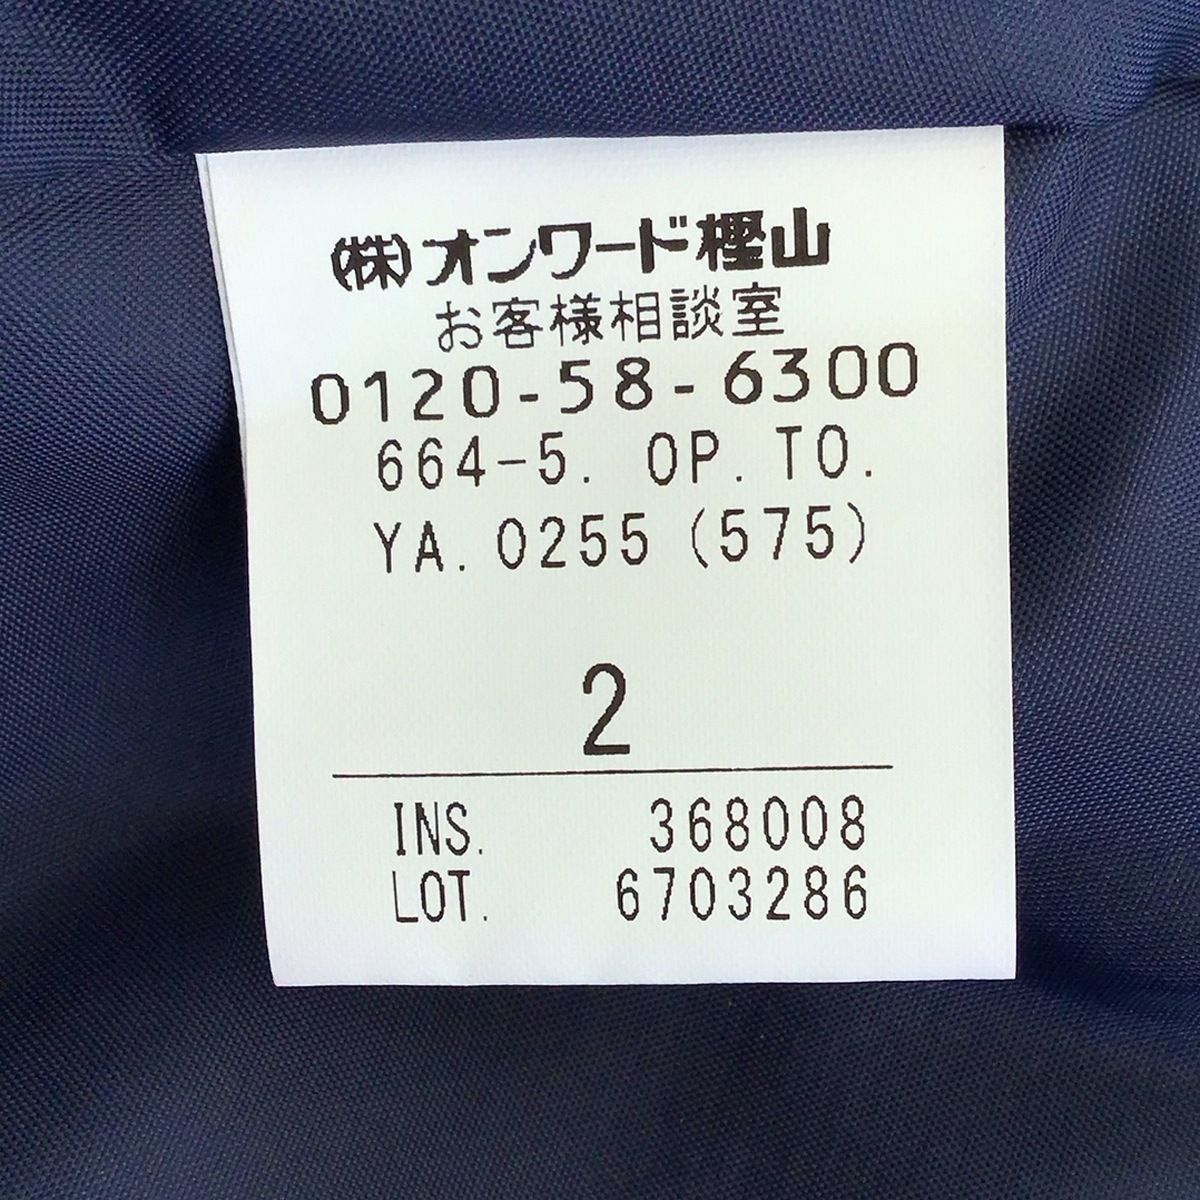 (株)オンワード樫山
お客様相談室
0120-58-6300
664-5. OP. TO.
YA. 0255 (575)
2
INS. 368008
LOT. 6703286